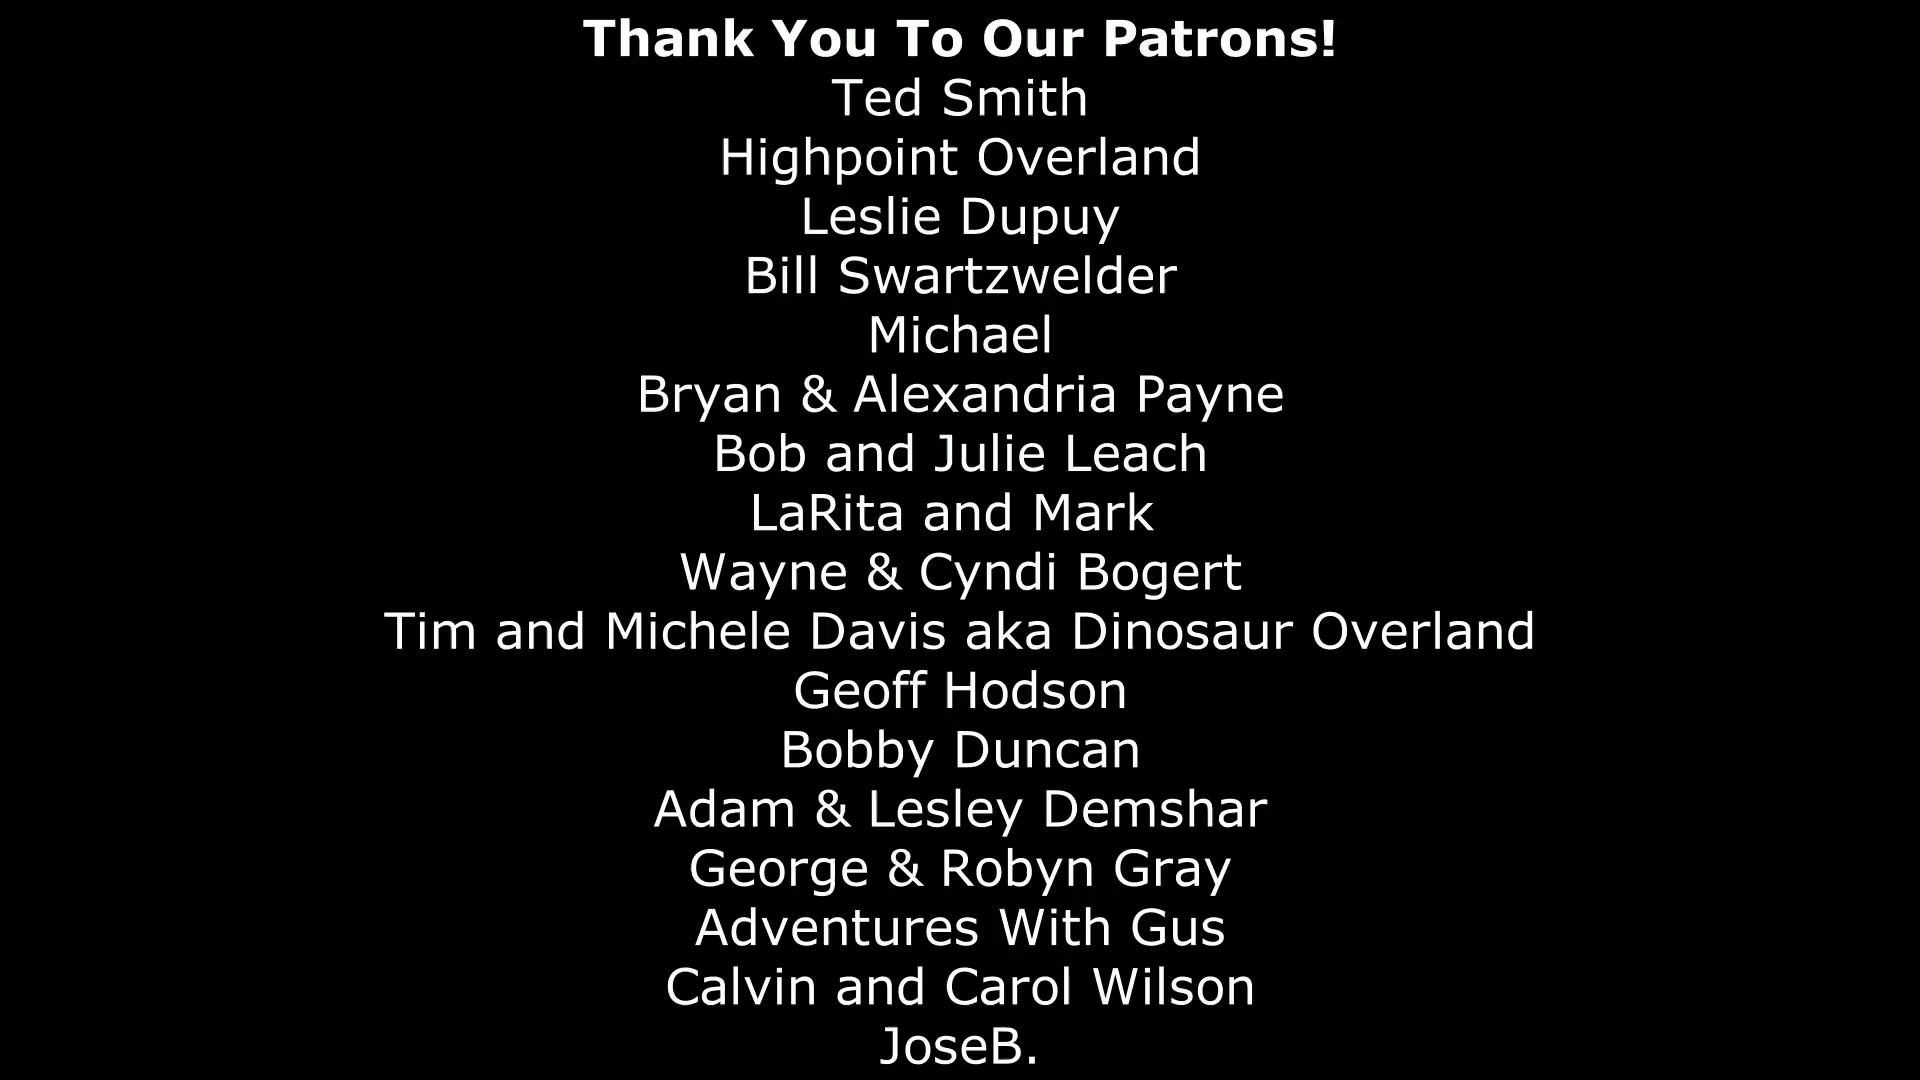 Thank You To Our Patrons!
Ted Smith
Highpoint Overland
Leslie Dupuy
Bill Swartzwelder
Michael
Bryan & Alexandria Payne
Bob and Julie Leach
LaRita and Mark
Wayne & Cyndi Bogert
Tim and Michele Davis aka Dinosaur Overland
Geoff Hodson
Bobby Duncan
Adam & Lesley Demshar
George & Robyn Gray
Adventures With Gus
Calvin and Carol Wilson
JoseB.